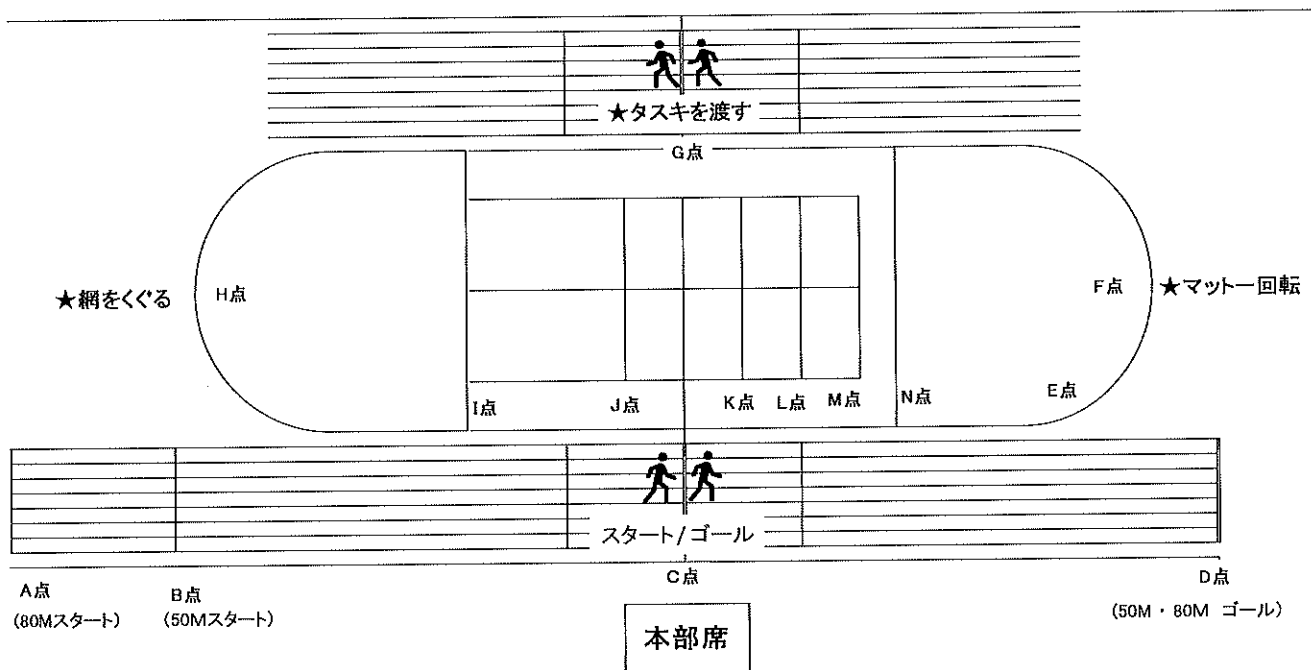 ★タスキを渡す
G点
★網をくぐる
H点
F点
★マット一回転
I点
J点
K点
L点
M点
N点
E点
スタート/ゴール
A点
(80Mスタート)
B点
(50Mスタート)
C点
D点
(50M・80M ゴール)
本部席